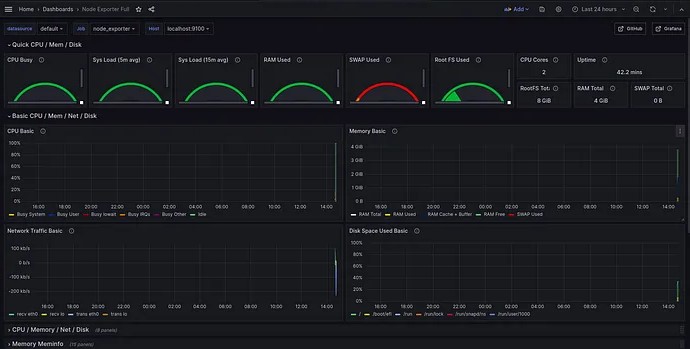 Home > Dashboards > Node Exporter Full
Add
Last 24 hours
datasource default Job node_exporter Host localhost:9100
GitHub Grafana
Quick CPU / Mem / Disk
CPU Busy Sys Load (5m avg) Sys Load (15m avg) RAM Used SWAP Used Root FS Used CPU Cores Uptime
2 42.2 mins
RootFS Tot RAM Total SWAP Total
8 GiB 4 GiB 0 B
Basic CPU / Mem / Net / Disk
CPU Basic
100%
80%
60%
40%
20%
0%
16:00 18:00 20:00 22:00 00:00 02:00 04:00 06:00 08:00 10:00 12:00 14:00
Busy System Busy User Busy Iowait Busy IRQs Busy Other Idle
Memory Basic
4 GiB
3 GiB
2 GiB
1 GiB
0 B
16:00 18:00 20:00 22:00 00:00 02:00 04:00 06:00 08:00 10:00 12:00 14:00
RAM Total RAM Used RAM Cache + Buffer RAM Free SWAP Used
Network Traffic Basic
100 kb/s
0 b/s
-100 kb/s
-200 kb/s
16:00 18:00 20:00 22:00 00:00 02:00 04:00 06:00 08:00 10:00 12:00 14:00
recv eth0 recv lo trans eth0 trans lo
Disk Space Used Basic
100%
80%
60%
40%
20%
0%
16:00 18:00 20:00 22:00 00:00 02:00 04:00 06:00 08:00 10:00 12:00 14:00
/ /boot/efi /run /run/lock /run/snapd/ns /run/user/1000
CPU / Memory / Net / Disk (8 panels)
Memory Meminfo (15 panels)